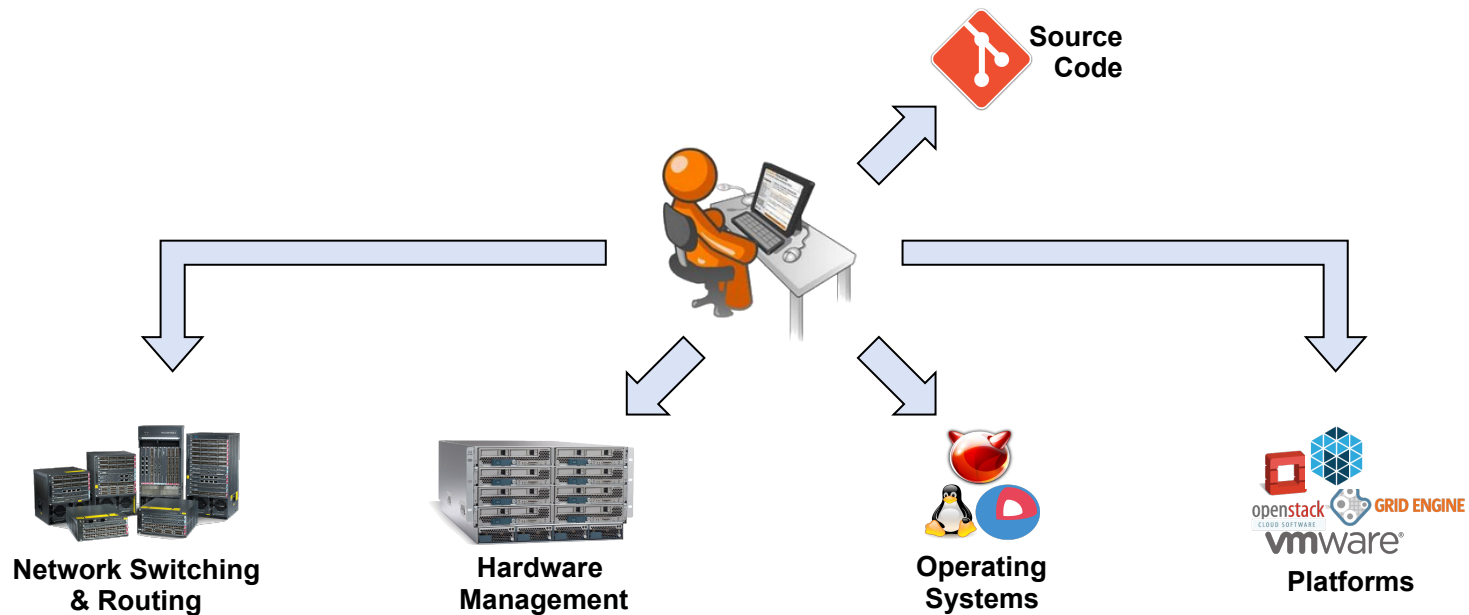 Source
Code
openstack
CLOUD SOFTWARE
GRID ENGINE
vmware®
Network Switching
& Routing
Hardware
Management
Operating
Systems
Platforms